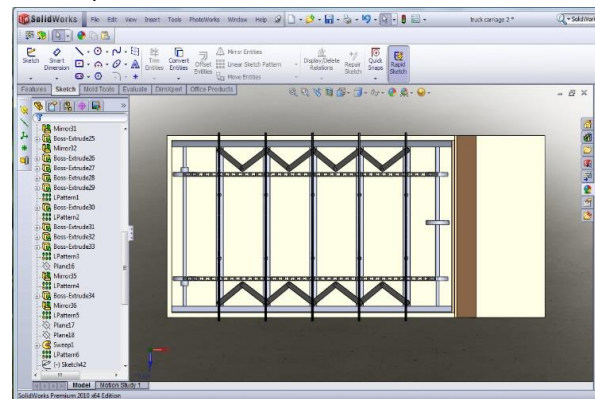 SolidWorks File Edit View Insert Tools PhotoWorks Window Help truck carriage 2 * SolidWorks
Sketch Smart Dimension Trim Entities Convert Entities Offset Entities Mirror Entities Linear Sketch Pattern Move Entities Display/Delete Relations Repair Sketch Quick Snaps Rapid Sketch
Features Sketch Mold Tools Evaluate DimXpert Office Products
Mirror31
Boss-Extrude25
Mirror32
Boss-Extrude26
Boss-Extrude27
Boss-Extrude28
Boss-Extrude29
LPattern1
Boss-Extrude30
LPattern2
Boss-Extrude31
Boss-Extrude32
Boss-Extrude33
LPattern3
Plane16
Mirror35
LPattern4
Boss-Extrude34
Mirror36
LPattern5
Plane17
Plane18
Sweep1
LPattern6
(-) Sketch42
Model Motion Study 1
SolidWorks Premium 2010 x64 Edition